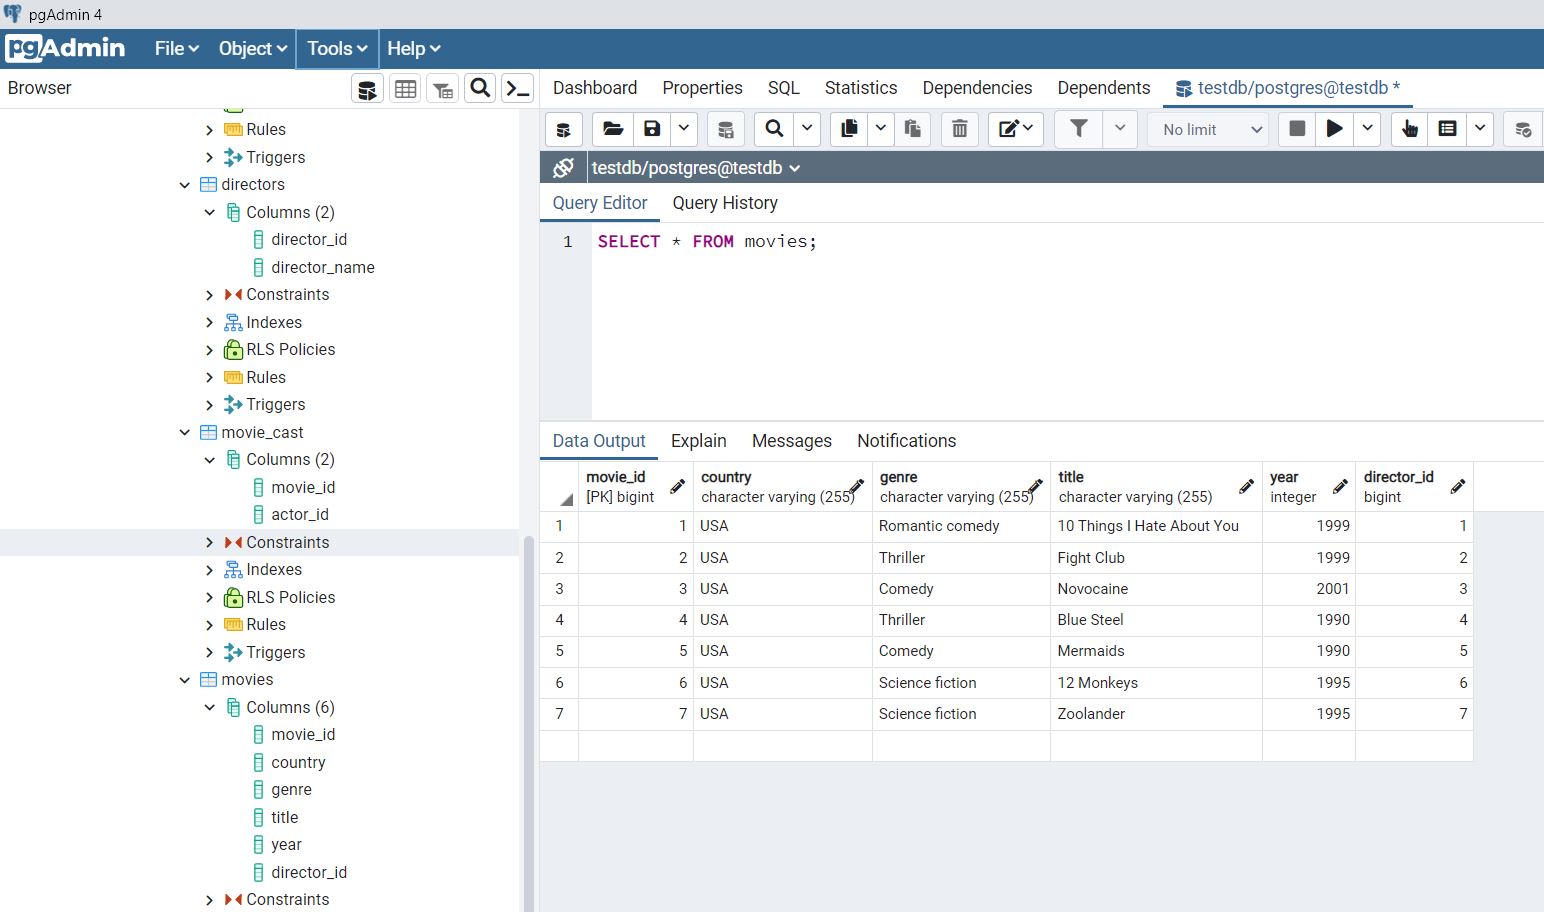 pgAdmin 4
pgAdmin File Object Tools Help
Browser
Dashboard Properties SQL Statistics Dependencies Dependents testdb/postgres@testdb *
Rules
Triggers
directors
Columns (2)
director_id
director_name
Constraints
Indexes
RLS Policies
Rules
Triggers
movie_cast
Columns (2)
movie_id
actor_id
Constraints
Indexes
RLS Policies
Rules
Triggers
movies
Columns (6)
movie_id
country
genre
title
year
director_id
Constraints
No limit
testdb/postgres@testdb
Query Editor Query History
1 SELECT * FROM movies;
Data Output Explain Messages Notifications
movie_id country genre title year director_id
[PK] bigint character varying (255) character varying (255) character varying (255) integer bigint
1 1 USA Romantic comedy 10 Things I Hate About You 1999 1
2 2 USA Thriller Fight Club 1999 2
3 3 USA Comedy Novocaine 2001 3
4 4 USA Thriller Blue Steel 1990 4
5 5 USA Comedy Mermaids 1990 5
6 6 USA Science fiction 12 Monkeys 1995 6
7 7 USA Science fiction Zoolander 1995 7